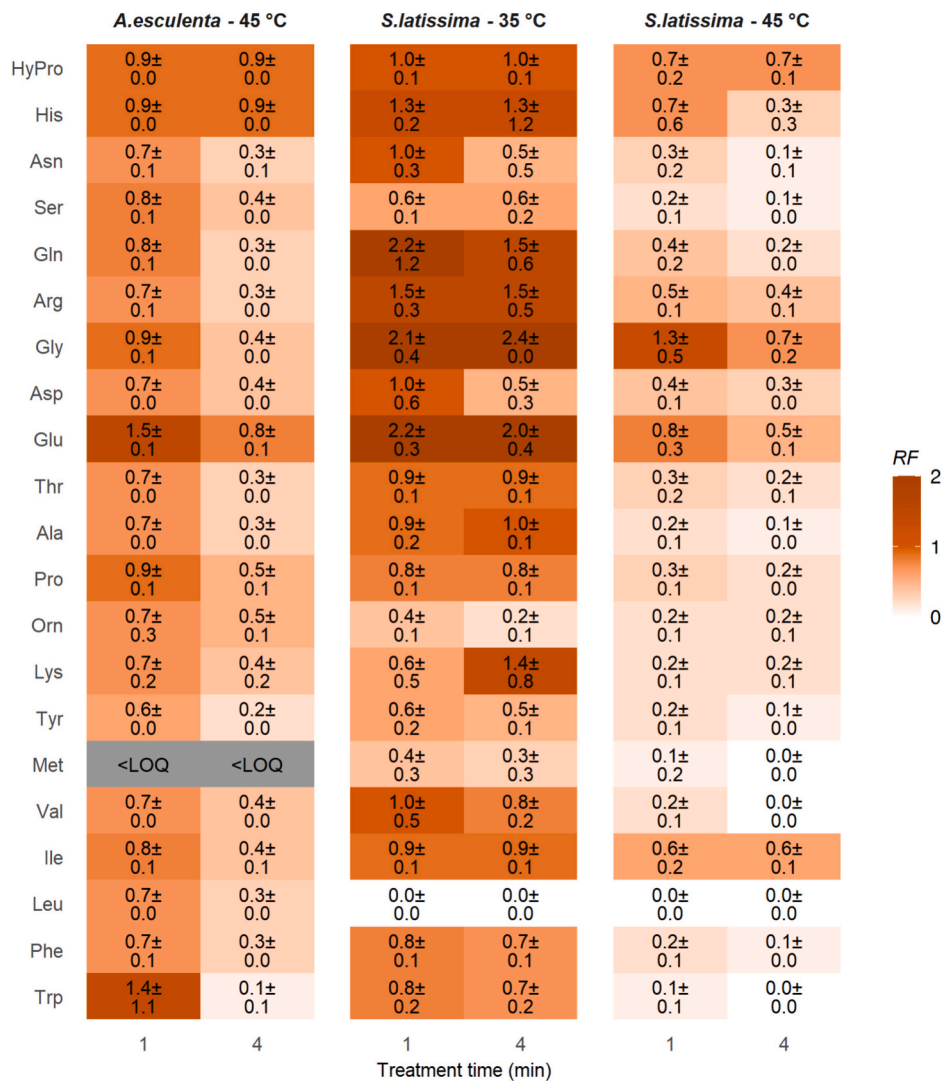 A.esculenta - 45 °C S.latissima - 35 °C S.latissima - 45 °C
HyPro 0.9± 0.9± 1.0± 1.0± 0.7± 0.7±
0.0 0.0 0.1 0.1 0.2 0.1
His 0.9± 0.9± 1.3± 1.3± 0.7± 0.3±
0.0 0.0 0.2 1.2 0.6 0.3
Asn 0.7± 0.3± 1.0± 0.5± 0.3± 0.1±
0.1 0.1 0.3 0.5 0.2 0.1
Ser 0.8± 0.4± 0.6± 0.6± 0.2± 0.1±
0.1 0.0 0.1 0.2 0.1 0.0
Gln 0.8± 0.3± 2.2± 1.5± 0.4± 0.2±
0.1 0.0 1.2 0.6 0.2 0.0
Arg 0.7± 0.3± 1.5± 1.5± 0.5± 0.4±
0.1 0.0 0.3 0.5 0.1 0.1
Gly 0.9± 0.4± 2.1± 2.4± 1.3± 0.7±
0.1 0.0 0.4 0.0 0.5 0.2
Asp 0.7± 0.4± 1.0± 0.5± 0.4± 0.3±
0.0 0.0 0.6 0.3 0.1 0.0
Glu 1.5± 0.8± 2.2± 2.0± 0.8± 0.5±
0.1 0.1 0.3 0.4 0.3 0.1
Thr 0.7± 0.3± 0.9± 0.9± 0.3± 0.2±
0.0 0.0 0.1 0.1 0.2 0.1
Ala 0.7± 0.3± 0.9± 1.0± 0.2± 0.1±
0.0 0.0 0.2 0.1 0.1 0.0
Pro 0.9± 0.5± 0.8± 0.8± 0.3± 0.2±
0.1 0.1 0.1 0.1 0.1 0.0
Orn 0.7± 0.5± 0.4± 0.2± 0.2± 0.2±
0.3 0.1 0.1 0.1 0.1 0.1
Lys 0.7± 0.4± 0.6± 1.4± 0.2± 0.2±
0.2 0.2 0.5 0.8 0.1 0.1
Tyr 0.6± 0.2± 0.6± 0.5± 0.2± 0.1±
0.0 0.0 0.2 0.1 0.1 0.0
Met <LOQ <LOQ 0.4± 0.3± 0.1± 0.0±
0.3 0.3 0.2 0.0
Val 0.7± 0.4± 1.0± 0.8± 0.2± 0.0±
0.0 0.0 0.5 0.2 0.1 0.0
Ile 0.8± 0.4± 0.9± 0.9± 0.6± 0.6±
0.1 0.1 0.1 0.1 0.2 0.1
Leu 0.7± 0.3± 0.0± 0.0± 0.0± 0.0±
0.0 0.0 0.0 0.0 0.0 0.0
Phe 0.7± 0.3± 0.8± 0.7± 0.2± 0.1±
0.1 0.0 0.1 0.1 0.1 0.0
Trp 1.4± 0.1± 0.8± 0.7± 0.1± 0.0±
1.1 0.1 0.2 0.2 0.1 0.0
1 4 1 4 1 4
Treatment time (min)
RF
2
1
0